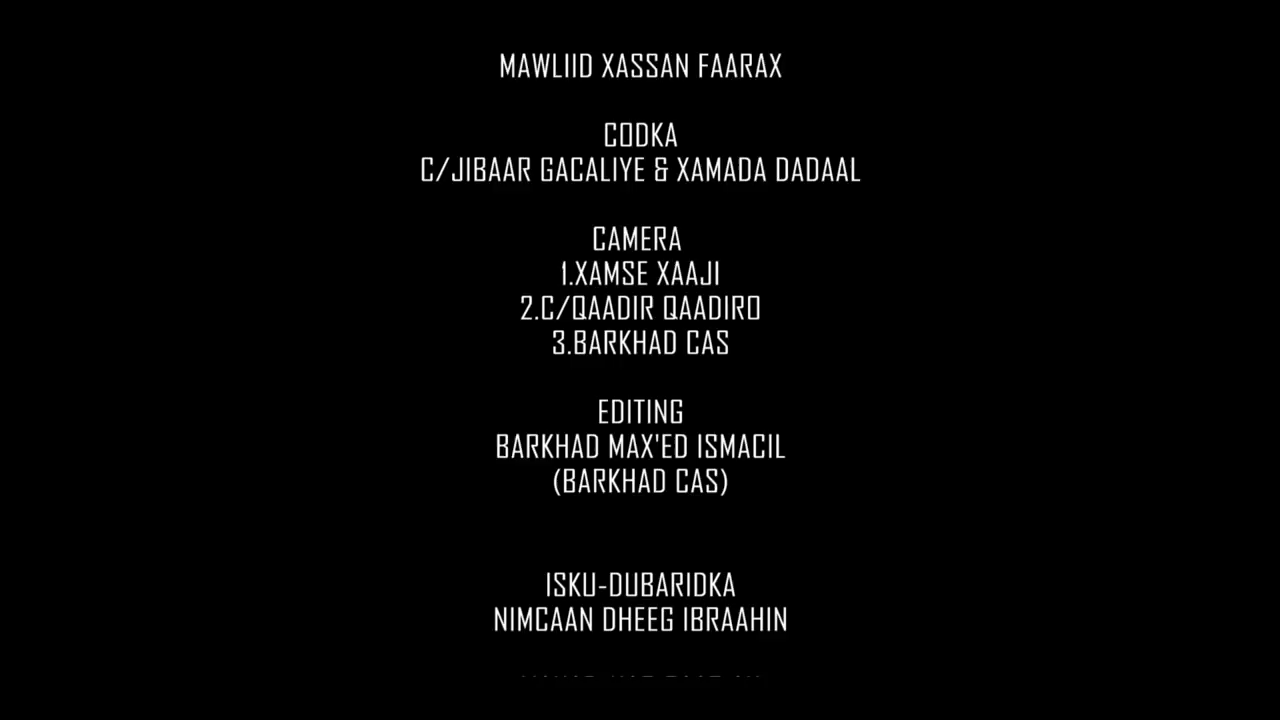 MAWLIID XASSAN FAARAX
CODKA
C/JIBAAR GACALIYE & XAMADA DADAAL
CAMERA
1.XAMSE XAAJI
2.C/QAADIR QAADIRO
3.BARKHAD CAS
EDITING
BARKHAD MAX'ED ISMACIL
(BARKHAD CAS)
ISKU-DUBARIDKA
NIMCAAN DHEEG IBRAAHIN